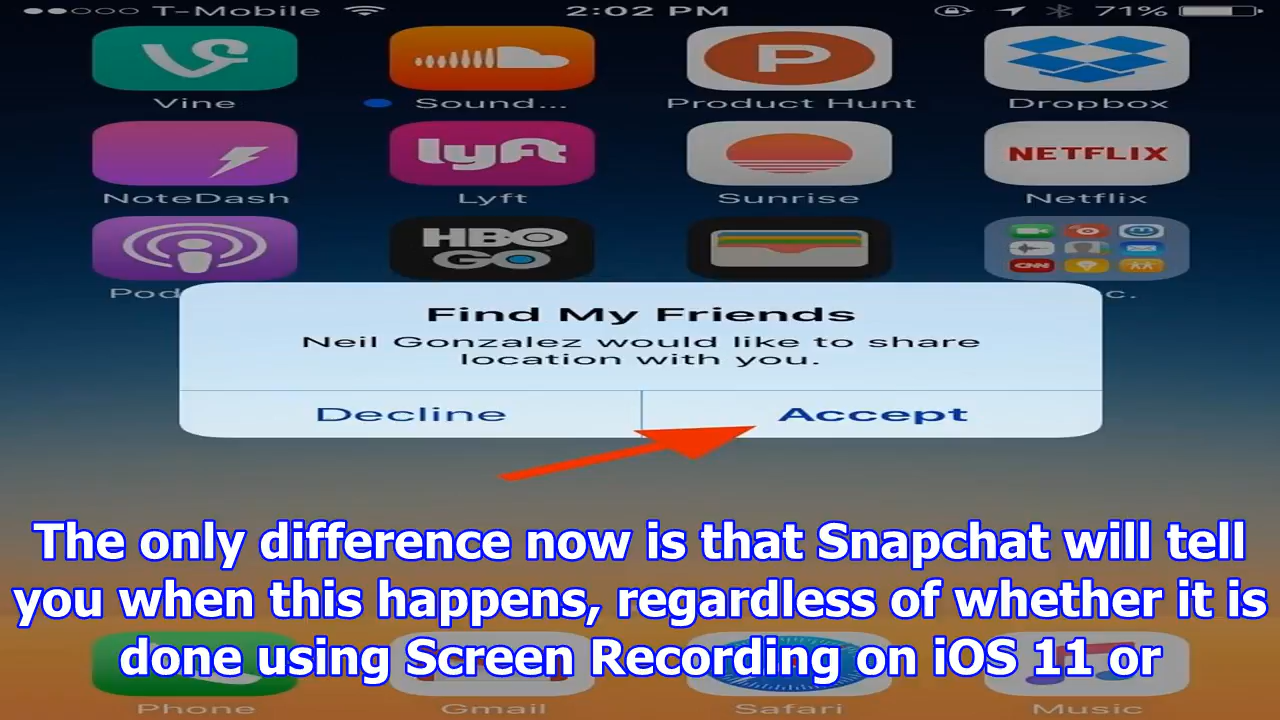 T-Mobile 2:02 PM 71%
Vine Sound... Product Hunt Dropbox
lyft NETFLIX
NoteDash Lyft Sunrise Netflix
HBO
GO
CNN
Pod c.
Find My Friends
Neil Gonzalez would like to share
location with you.
Decline Accept
The only difference now is that Snapchat will tell
you when this happens, regardless of whether it is
done using Screen Recording on iOS 11 or
Phone Gmail Safari Music